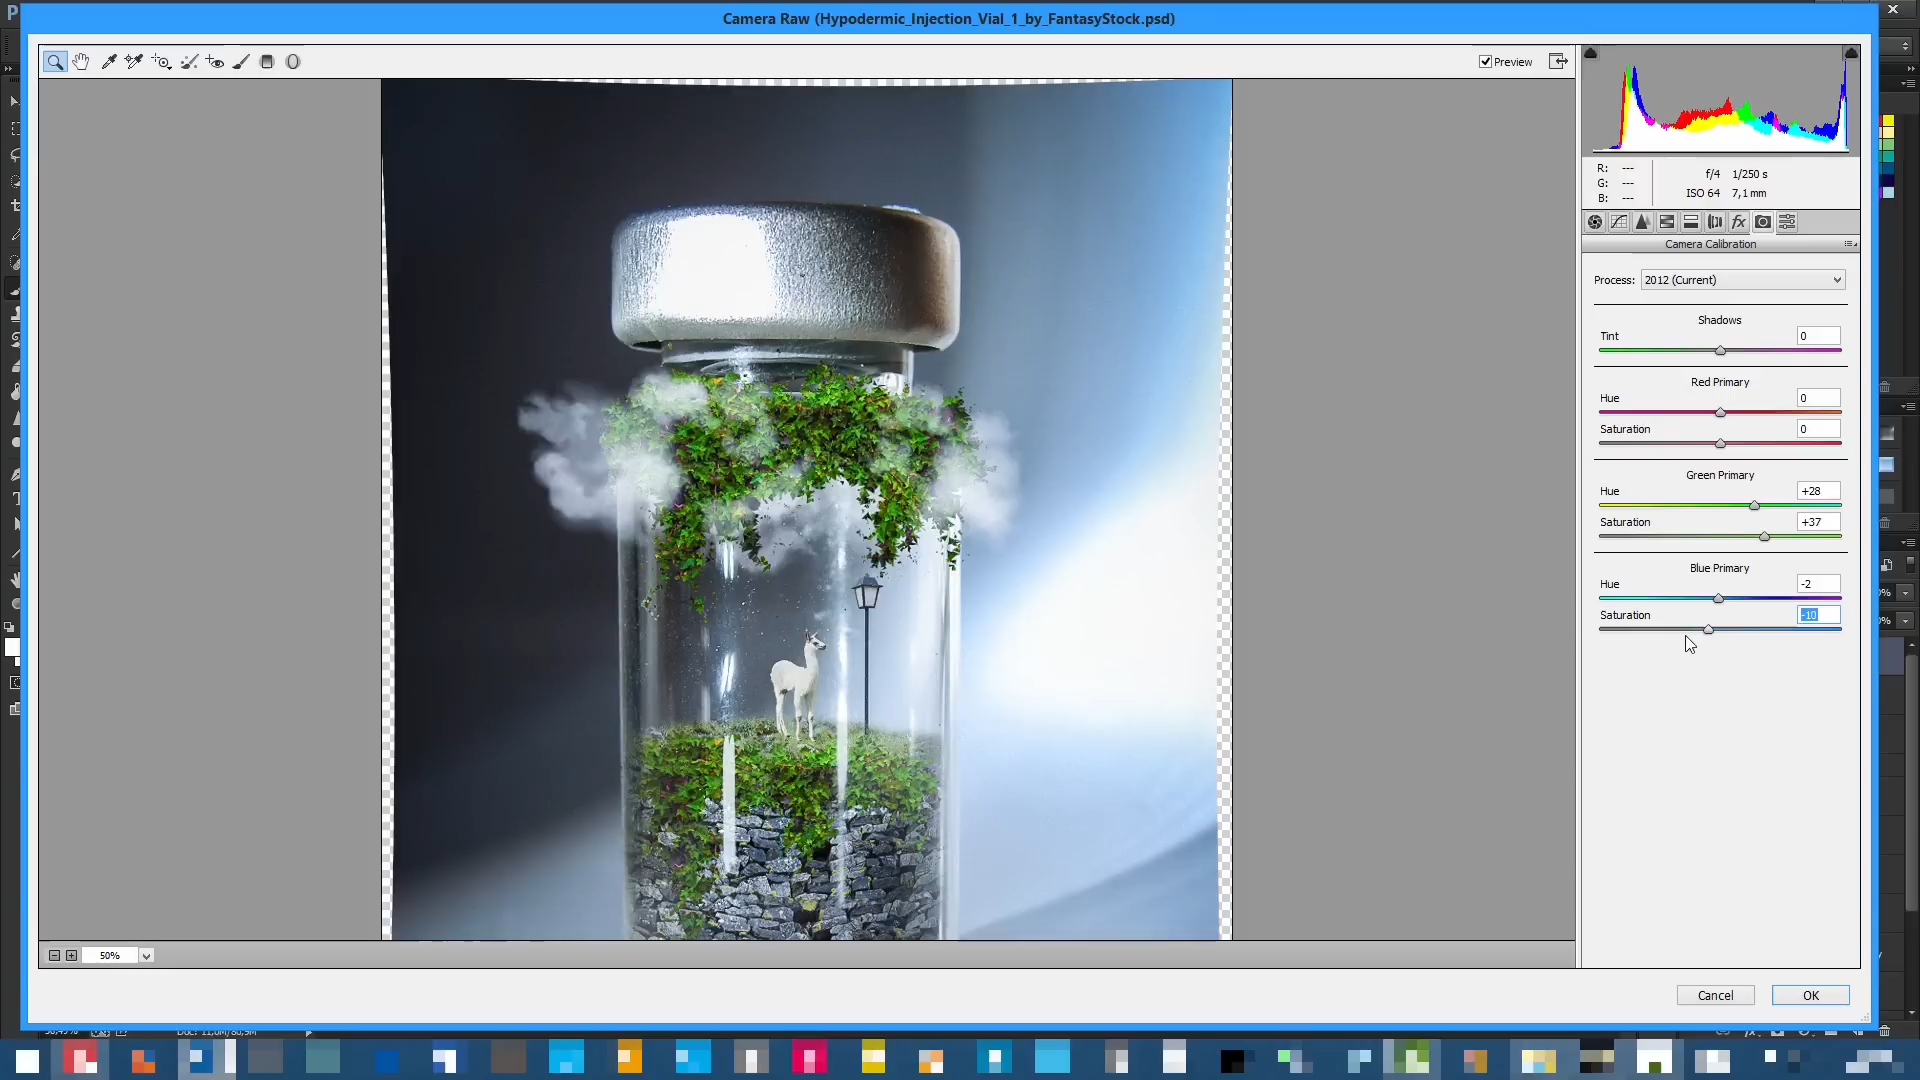 Camera Raw (Hypodermic_Injection_Vial_1_by_FantasyStock.psd)
Preview
R: ---
G: ---
B: ---
f/4 1/250 s
ISO 64 7,1 mm
fx
Camera Calibration
Process: 2012 (Current)
Shadows
Tint 0
Red Primary
Hue 0
Saturation 0
Green Primary
Hue +28
Saturation +37
Blue Primary
Hue -2
Saturation -10
50%
Cancel
OK